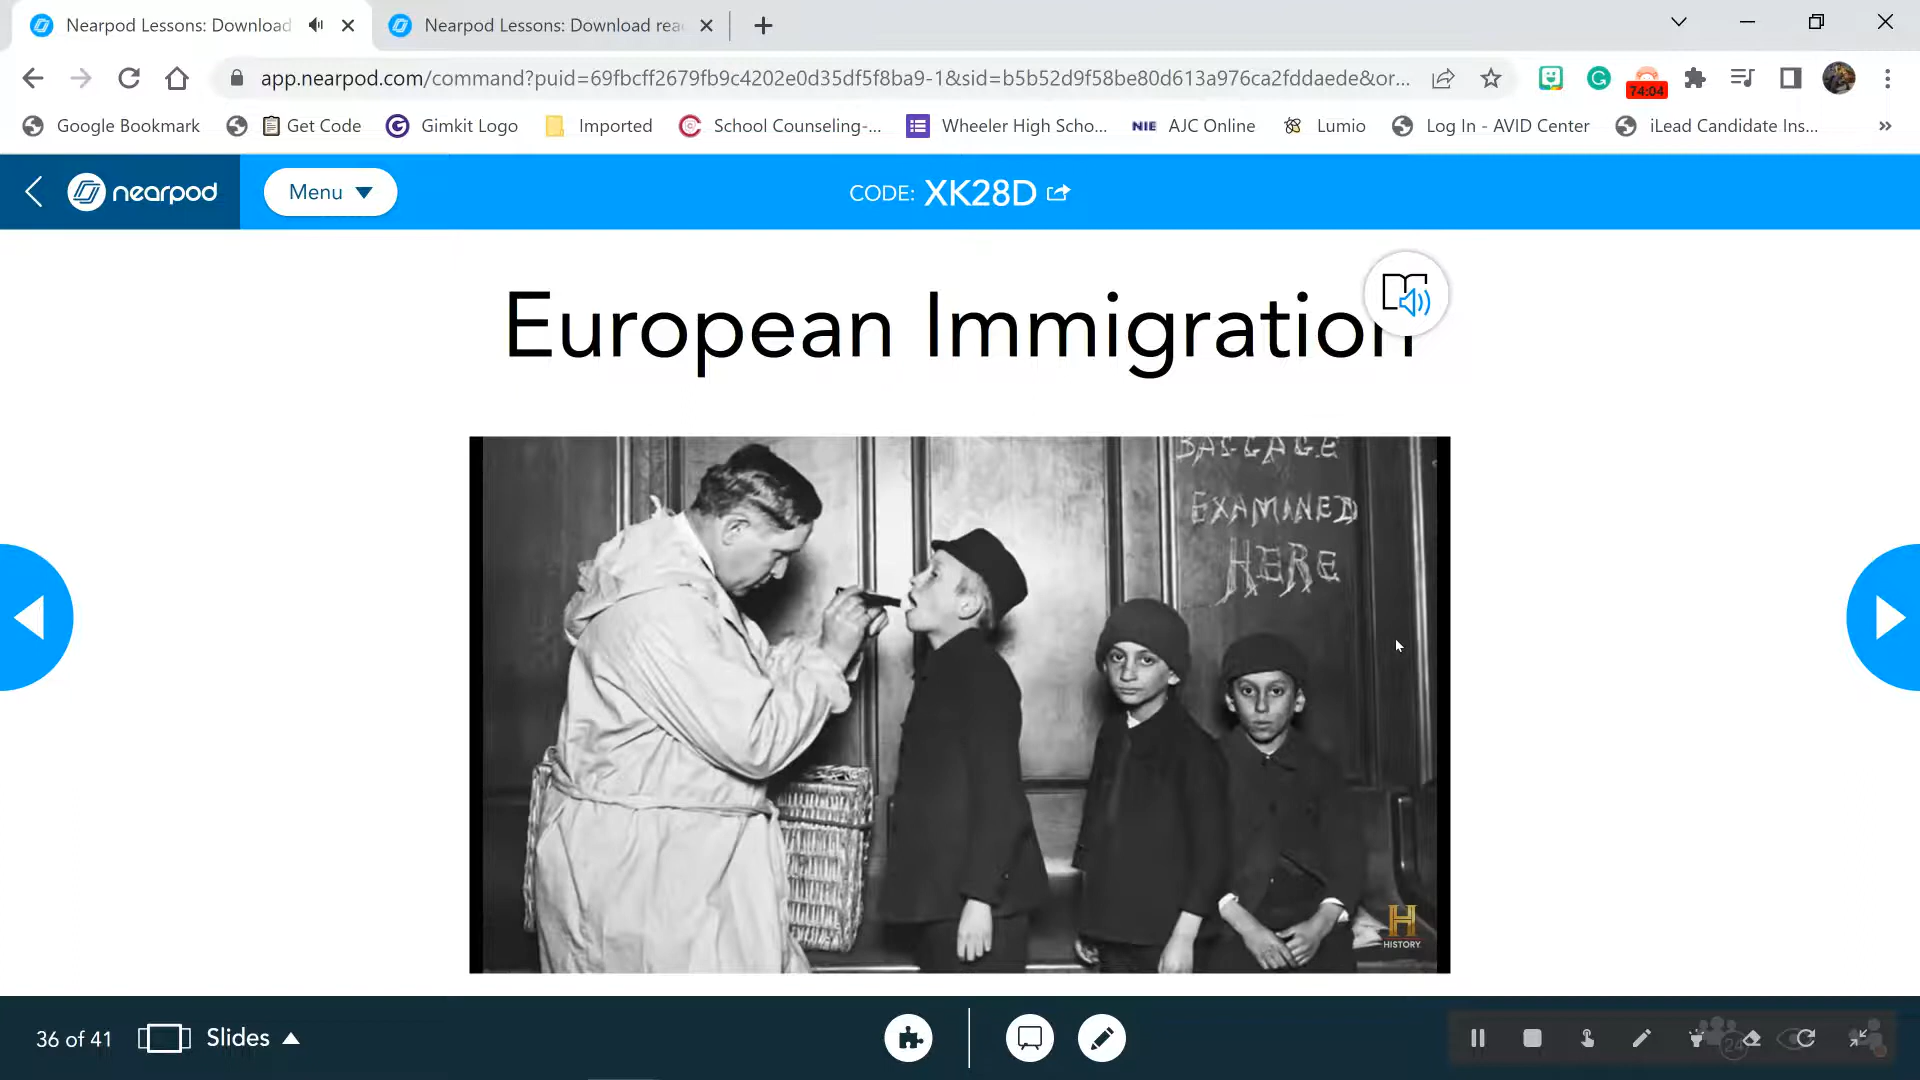 Nearpod Lessons: Download
Nearpod Lessons: Download rea
app.nearpod.com/command?puid=69fbcff2679fb9c4202e0d35df5f8ba9-1&sid=b5b52d9f58be80d613a976ca2fddaede&or...
74:04
Google Bookmark
Get Code
Gimkit Logo
Imported
School Counseling-...
Wheeler High Scho...
NIE AJC Online
Lumio
Log In - AVID Center
iLead Candidate Ins...
nearpod
Menu
CODE: XK28D
European Immigration
BAGGAGE
EXAMINED
HERE
H
HISTORY
36 of 41
Slides
24